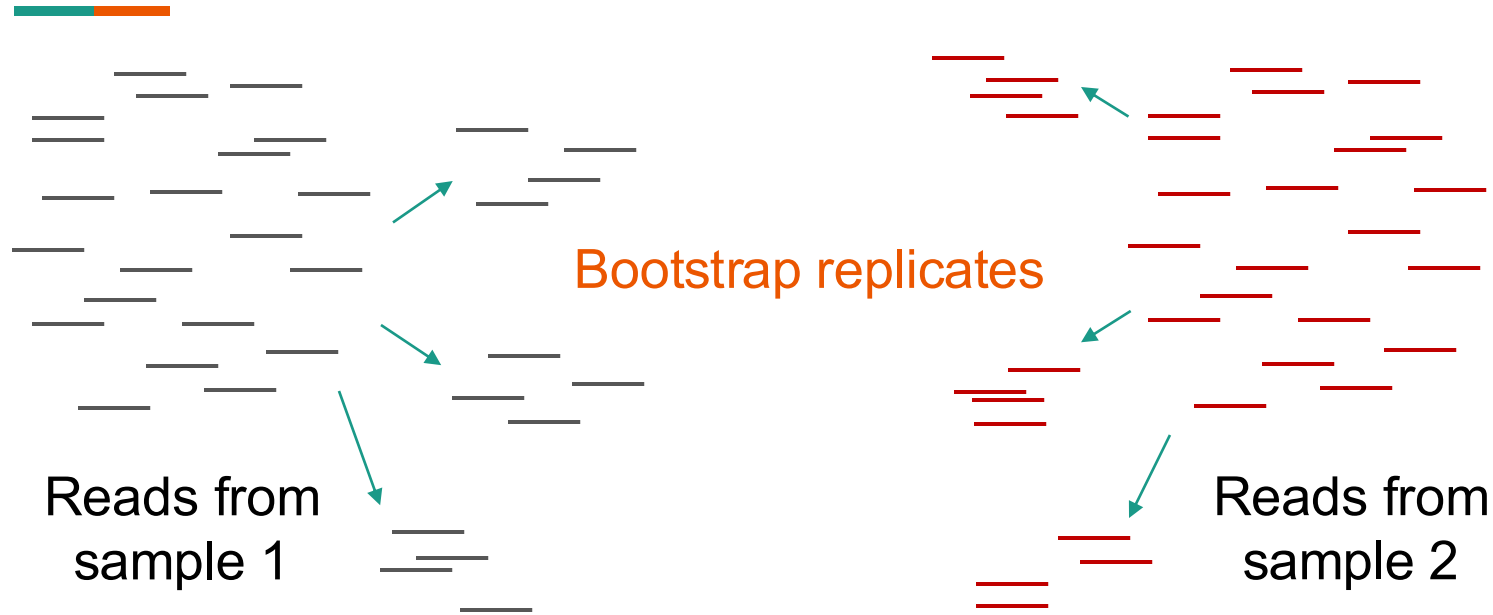 Bootstrap replicates
Reads from
sample 1
Reads from
sample 2